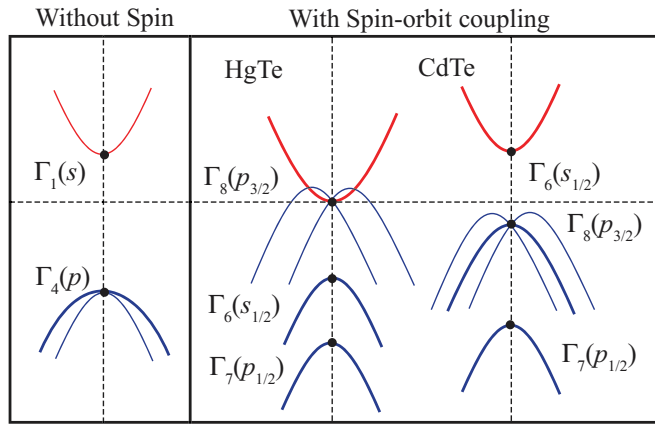 Without Spin
With Spin-orbit coupling
HgTe
CdTe
Γ₁(s)
Γ₈(p₃/₂)
Γ₆(s₁/₂)
Γ₈(p₃/₂)
Γ₄(p)
Γ₆(s₁/₂)
Γ₇(p₁/₂)
Γ₇(p₁/₂)